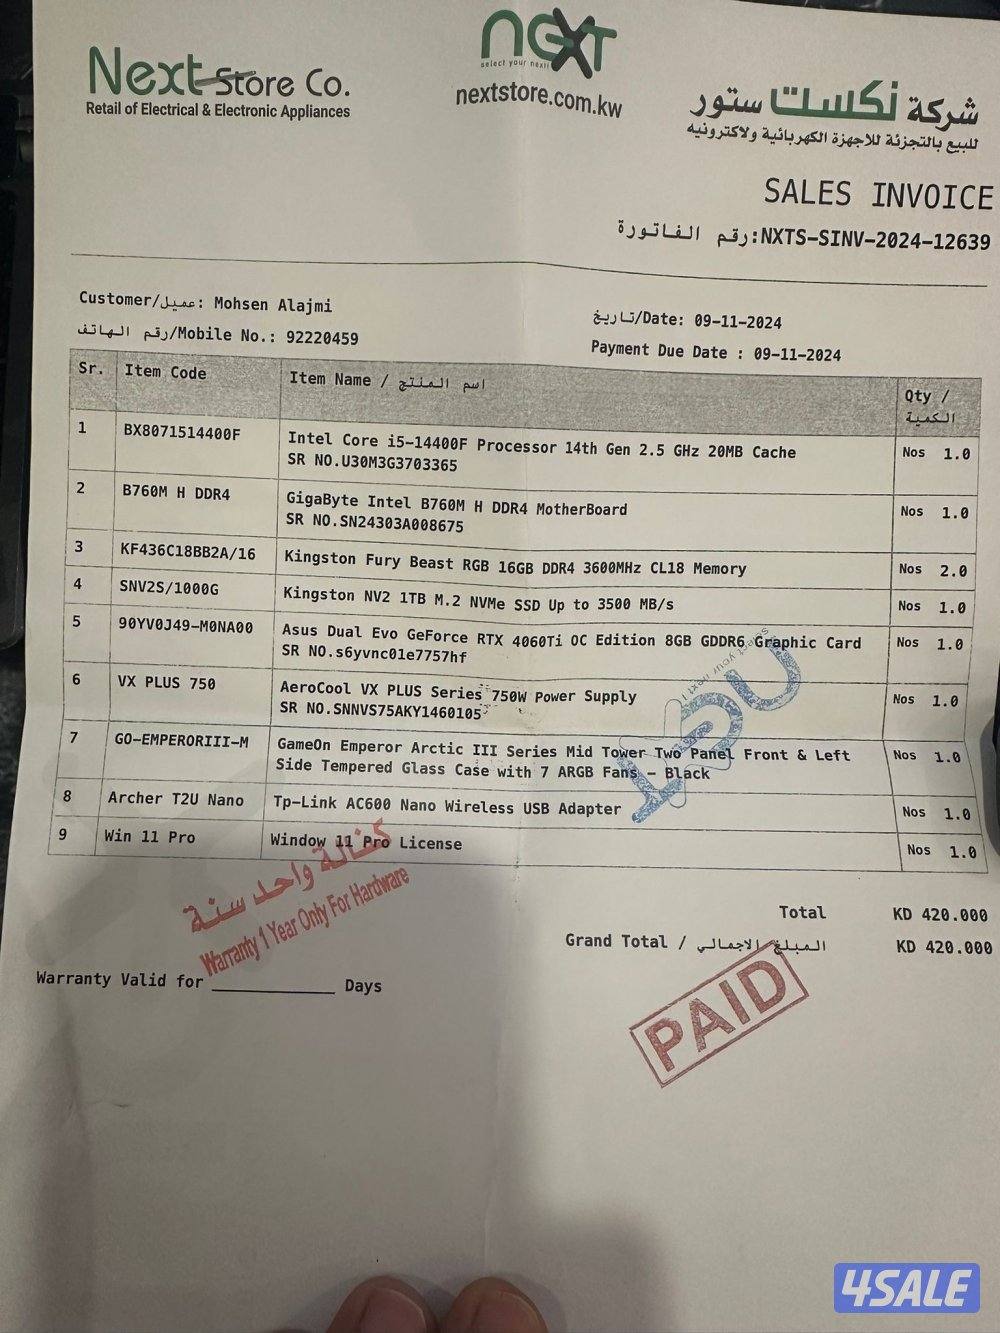 Next Store Co.
Retail of Electrical & Electronic Appliances
NEXT
select your next!
nextstore.com.kw
شركة نكست ستور
للبيع بالتجزئة للاجهزة الكهربائية ولاكترونيه
SALES INVOICE
رقم الفاتورة:NXTS-SINV-2024-12639
Customer/عميل: Mohsen Alajmi
رقم الهاتف/Mobile No.: 92220459
تاريخ/Date: 09-11-2024
Payment Due Date : 09-11-2024
Sr. Item Code Item Name / اسم المنتج Qty / الكمية
1 BX8071514400F Intel Core i5-14400F Processor 14th Gen 2.5 GHz 20MB Cache Nos 1.0
SR NO.U30M3G3703365
2 B760M H DDR4 GigaByte Intel B760M H DDR4 MotherBoard Nos 1.0
SR NO.SN24303A008675
3 KF436C18BB2A/16 Kingston Fury Beast RGB 16GB DDR4 3600MHz CL18 Memory Nos 2.0
4 SNV2S/1000G Kingston NV2 1TB M.2 NVMe SSD Up to 3500 MB/s Nos 1.0
5 90YV0J49-M0NA00 Asus Dual Evo GeForce RTX 4060Ti OC Edition 8GB GDDR6 Graphic Card Nos 1.0
SR NO.s6yvnc01e7757hf
6 VX PLUS 750 AeroCool VX PLUS Series 750W Power Supply Nos 1.0
SR NO.SNNVS75AKY1460105
7 GO-EMPERORIII-M GameOn Emperor Arctic III Series Mid Tower Two Panel Front & Left Nos 1.0
Side Tempered Glass Case with 7 ARGB Fans - Black
8 Archer T2U Nano Tp-Link AC600 Nano Wireless USB Adapter Nos 1.0
9 Win 11 Pro Window 11 Pro License Nos 1.0
select your next !
NEXT
كفالة واحد سنة
Warranty 1 Year Only For Hardware
Total KD 420.000
Grand Total / المبلغ الاجمالي KD 420.000
Warranty Valid for ____________ Days
PAID
4SALE